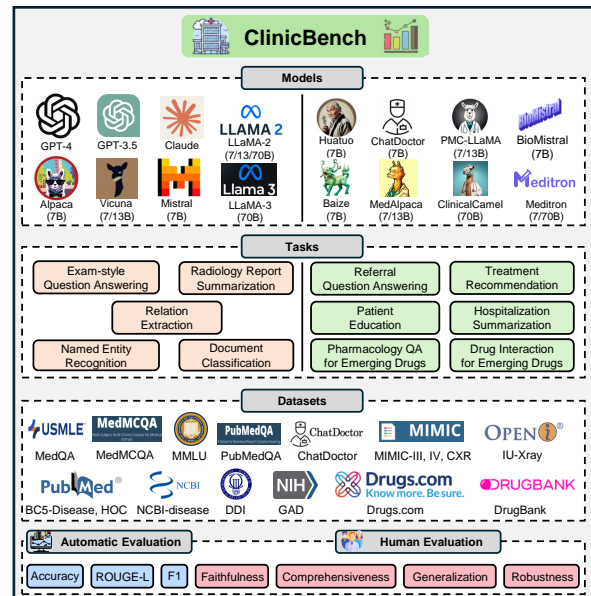 ClinicBench
Models
GPT-4
GPT-3.5
Claude
LLAMA 2
LLaMA-2
(7/13/70B)
Huatuo
(7B)
ChatDoctor
(7B)
PMC-LLaMA
(7/13B)
BioMistral
BioMistral
(7B)
Alpaca
(7B)
Vicuna
(7/13B)
Mistral
(7B)
Llama 3
LLaMA-3
(70B)
Baize
(7B)
MedAlpaca
(7/13B)
ClinicalCamel
(70B)
Meditron
Meditron
(7/70B)
Tasks
Exam-style
Question Answering
Radiology Report
Summarization
Referral
Question Answering
Treatment
Recommendation
Relation
Extraction
Patient
Education
Hospitalization
Summarization
Named Entity
Recognition
Document
Classification
Pharmacology QA
for Emerging Drugs
Drug Interaction
for Emerging Drugs
Datasets
USMLE
MedQA
MedMCQA
MedMCQA
MMLU
PubMedQA
PubMedQA
ChatDoctor
ChatDoctor
MIMIC
MIMIC-III, IV, CXR
OPEN i®
IU-Xray
PubMed®
BC5-Disease, HOC
NCBI
NCBI-disease
DDI
NIH
GAD
Drugs.com
Know more. Be sure.
Drugs.com
DRUGBANK
DrugBank
Automatic Evaluation
Human Evaluation
Accuracy
ROUGE-L
F1
Faithfulness
Comprehensiveness
Generalization
Robustness